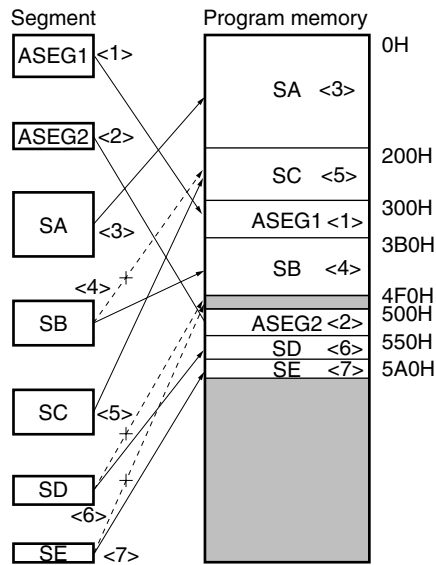 Segment Program memory
ASEG1 <1>
ASEG2 <2>
SA
<3>
<4>
SB
SC
<5>
SD
<6>
SE <7>
SA <3>
SC <5>
ASEG1 <1>
SB <4>
ASEG2 <2>
SD <6>
SE <7>
0H
200H
300H
3B0H
4F0H
500H
550H
5A0H